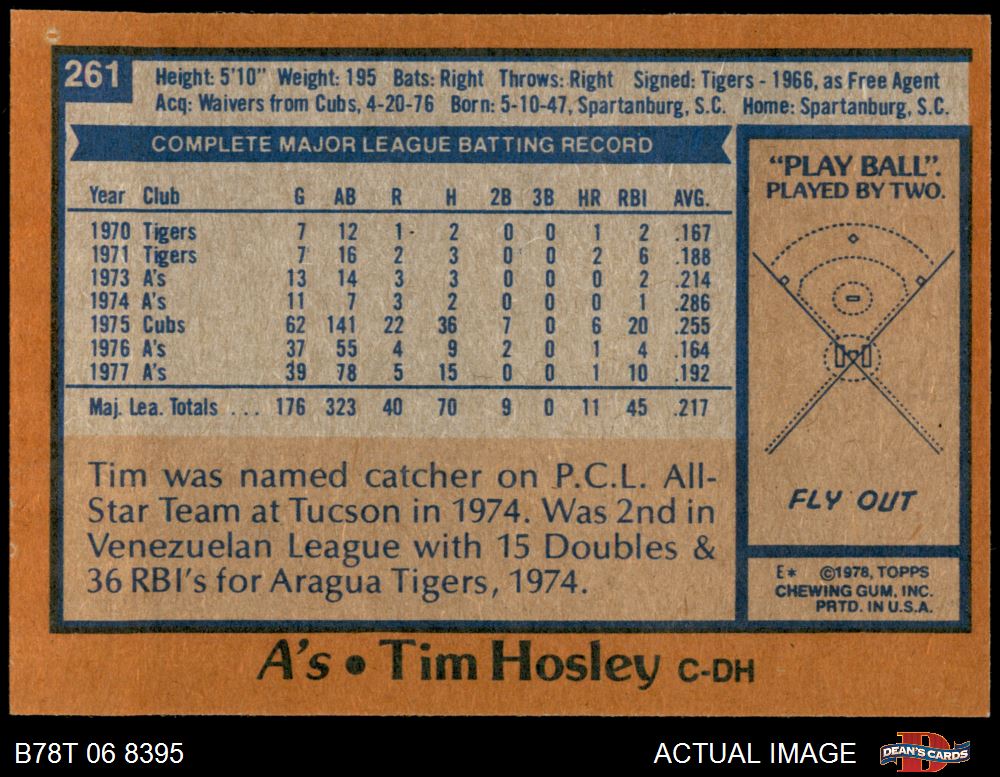 261
Height: 5'10" Weight: 195 Bats: Right Throws: Right Signed: Tigers - 1966, as Free Agent
Acq: Waivers from Cubs, 4-20-76 Born: 5-10-47, Spartanburg, S.C. Home: Spartanburg, S.C.
COMPLETE MAJOR LEAGUE BATTING RECORD
Year Club G AB R H 2B 3B HR RBI AVG.
1970 Tigers 7 12 1 2 0 0 1 2 .167
1971 Tigers 7 16 2 3 0 0 2 6 .188
1973 A's 13 14 3 3 0 0 0 2 .214
1974 A's 11 7 3 2 0 0 0 1 .286
1975 Cubs 62 141 22 36 7 0 6 20 .255
1976 A's 37 55 4 9 2 0 1 4 .164
1977 A's 39 78 5 15 0 0 1 10 .192
Maj. Lea. Totals . . . 176 323 40 70 9 0 11 45 .217
Tim was named catcher on P.C.L. All-
Star Team at Tucson in 1974. Was 2nd in
Venezuelan League with 15 Doubles &
36 RBI's for Aragua Tigers, 1974.
"PLAY BALL".
PLAYED BY TWO.
FLY OUT
E* ©1978, TOPPS
CHEWING GUM, INC.
PRTD. IN U.S.A.
A's • Tim Hosley C-DH
B78T 06 8395
ACTUAL IMAGE
DEAN'S CARDS